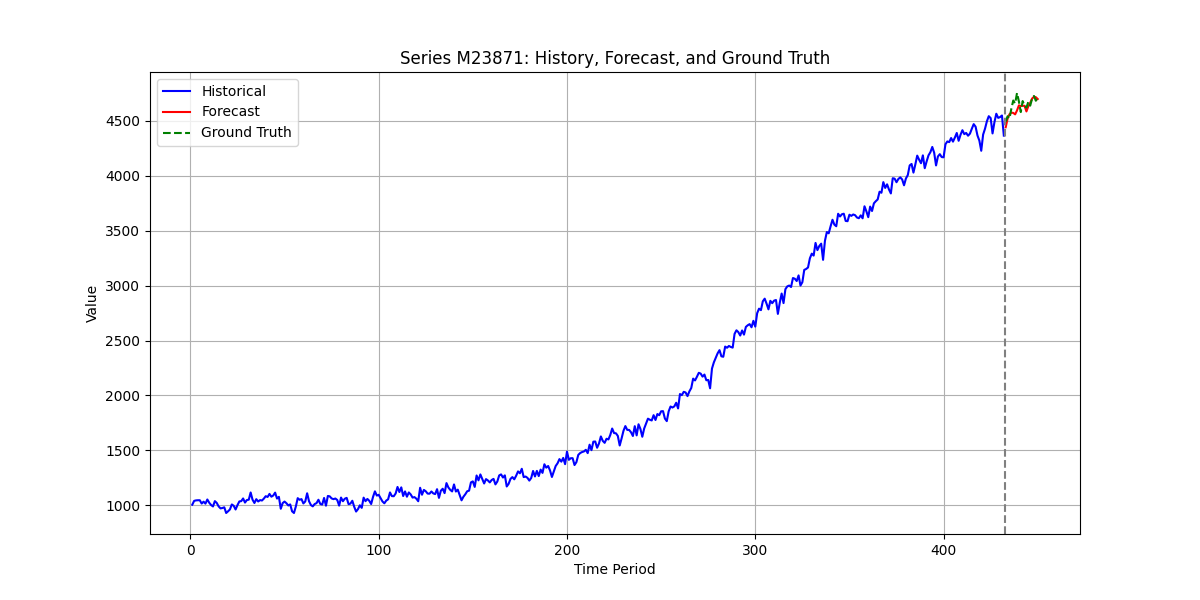 Series M23871: History, Forecast, and Ground Truth
Historical
Forecast
Ground Truth
4500
4000
3500
3000
2500
2000
1500
1000
Value
0 100 200 300 400
Time Period